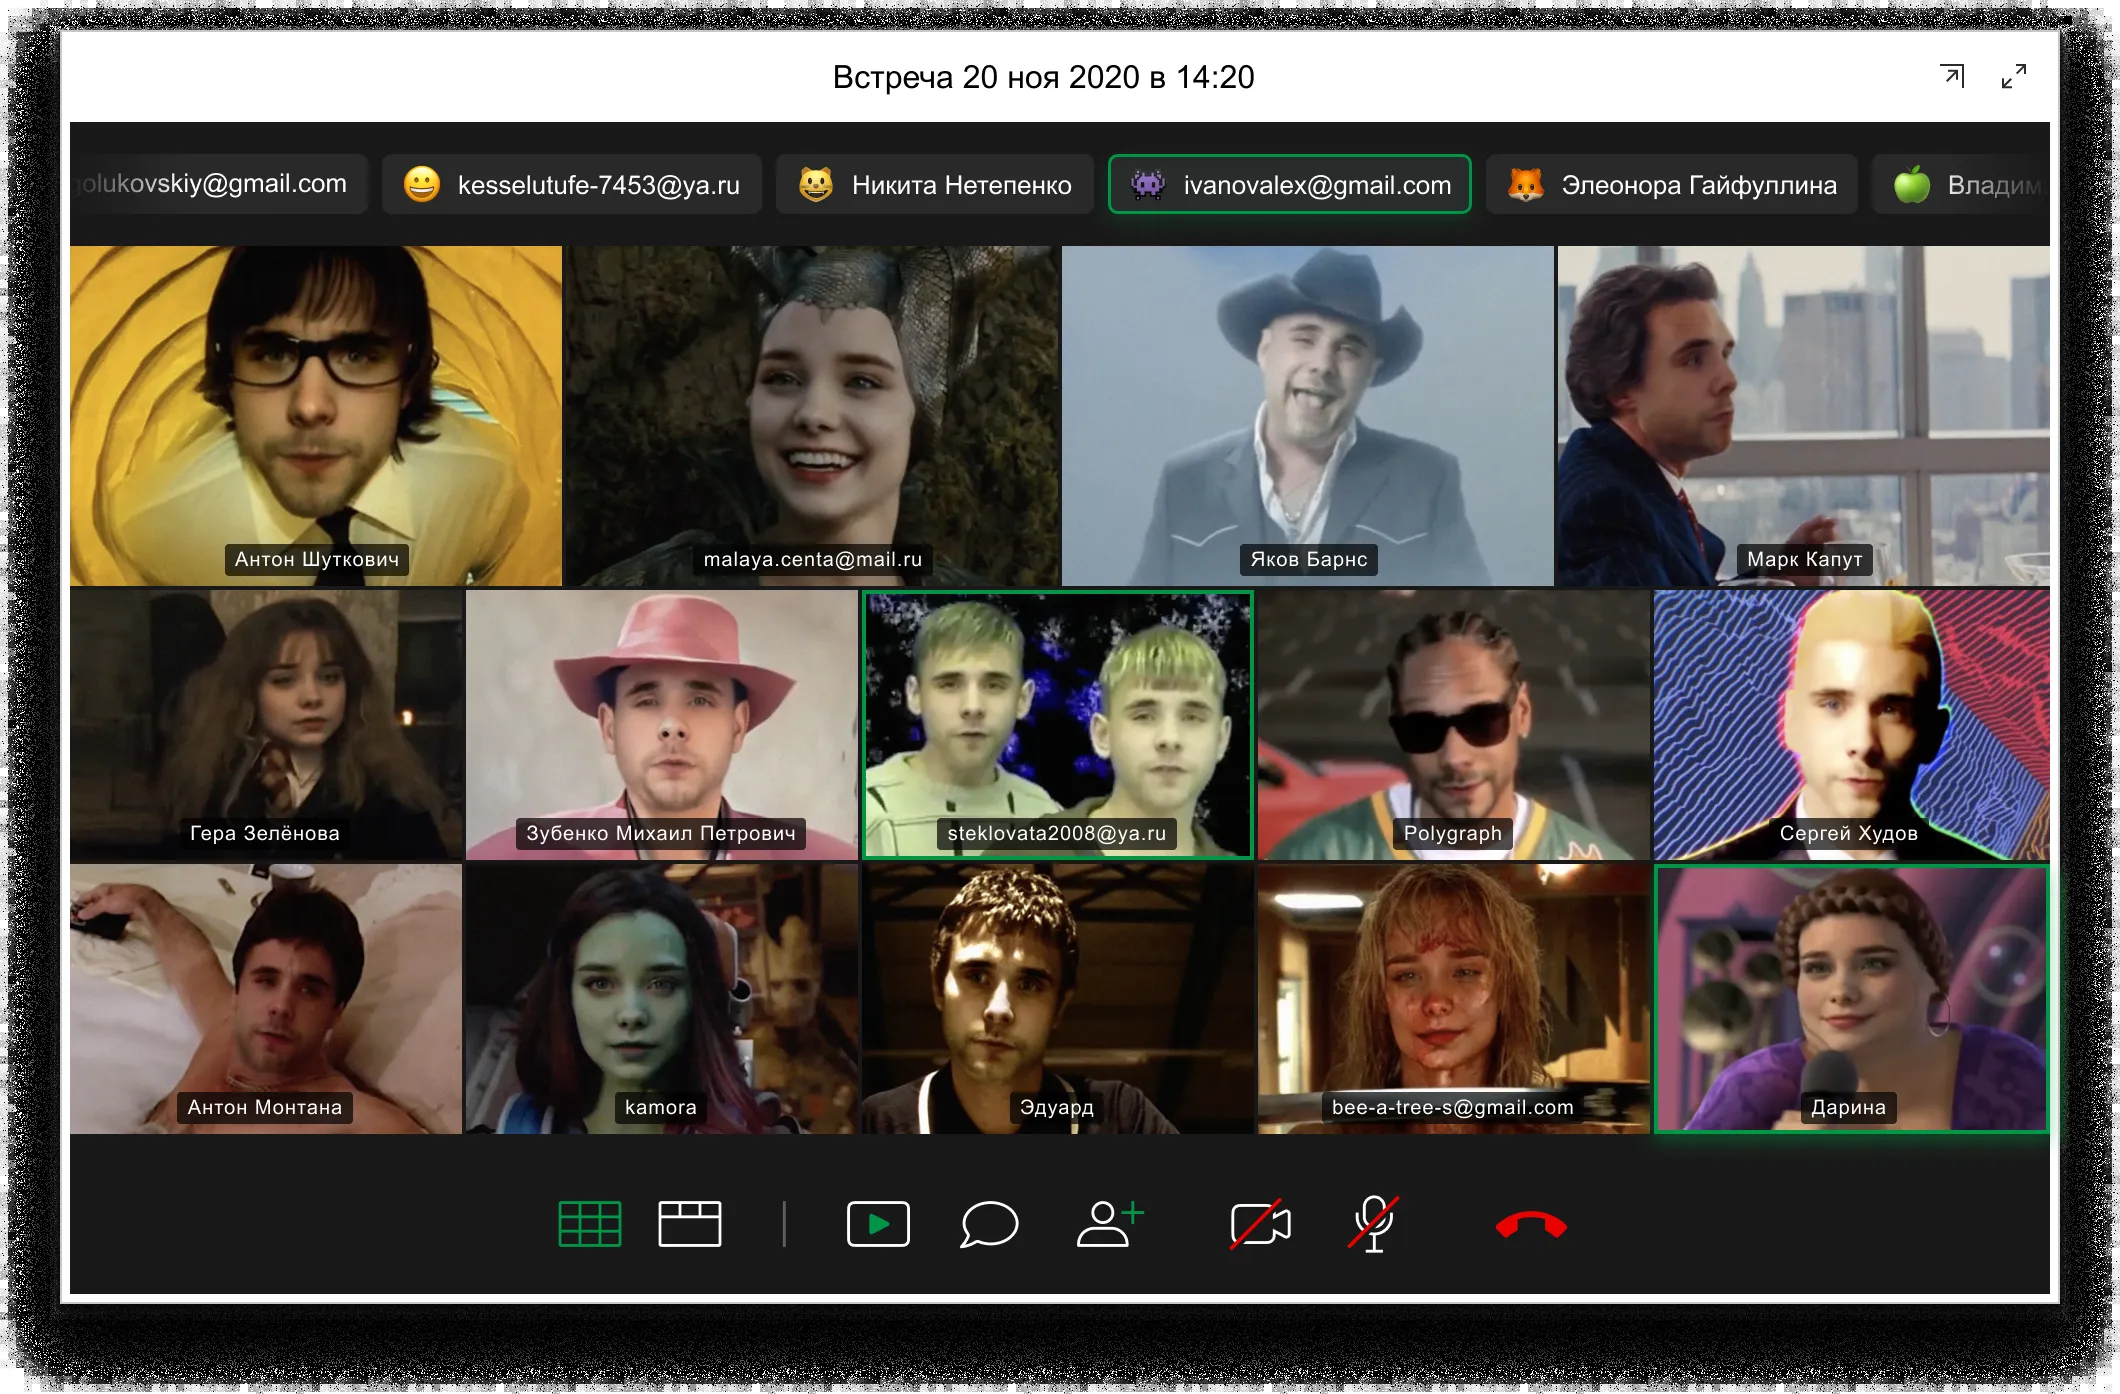 Встреча 20 ноя 2020 в 14:20
golukovskiy@gmail.com
kesselutufe-7453@ya.ru
Никита Нетепенко
ivanovalex@gmail.com
Элеонора Гайфуллина
Владим
Антон Шуткович
malaya.centa@mail.ru
Яков Барнс
Марк Капут
Гера Зелёнова
Зубенко Михаил Петрович
steklovata2008@ya.ru
Polygraph
Сергей Худов
Антон Монтана
kamora
Эдуард
bee-a-tree-s@gmail.com
Дарина